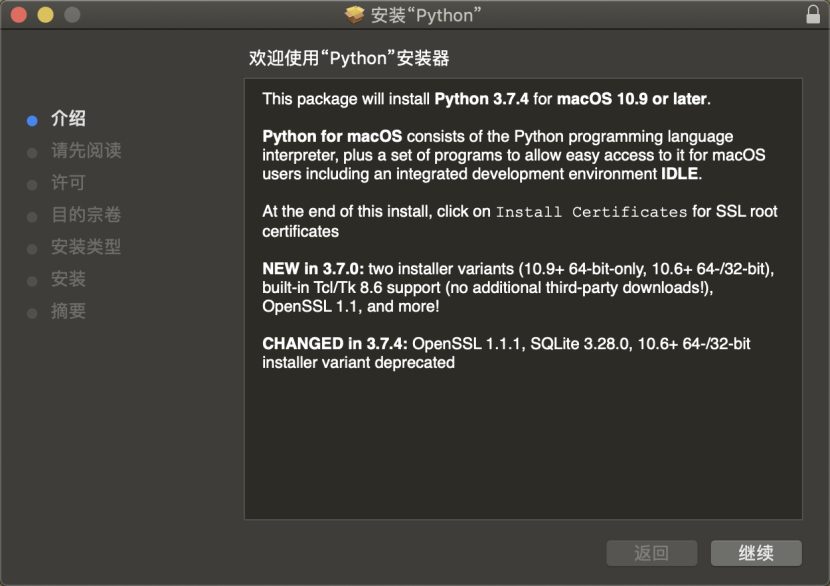 安装“Python”
欢迎使用“Python”安装器
介绍
请先阅读
许可
目的宗卷
安装类型
安装
摘要
This package will install Python 3.7.4 for macOS 10.9 or later.
Python for macOS consists of the Python programming language
interpreter, plus a set of programs to allow easy access to it for macOS
users including an integrated development environment IDLE.
At the end of this install, click on Install Certificates for SSL root
certificates
NEW in 3.7.0: two installer variants (10.9+ 64-bit-only, 10.6+ 64-/32-bit),
built-in Tcl/Tk 8.6 support (no additional third-party downloads!),
OpenSSL 1.1, and more!
CHANGED in 3.7.4: OpenSSL 1.1.1, SQLite 3.28.0, 10.6+ 64-/32-bit
installer variant deprecated
返回
继续